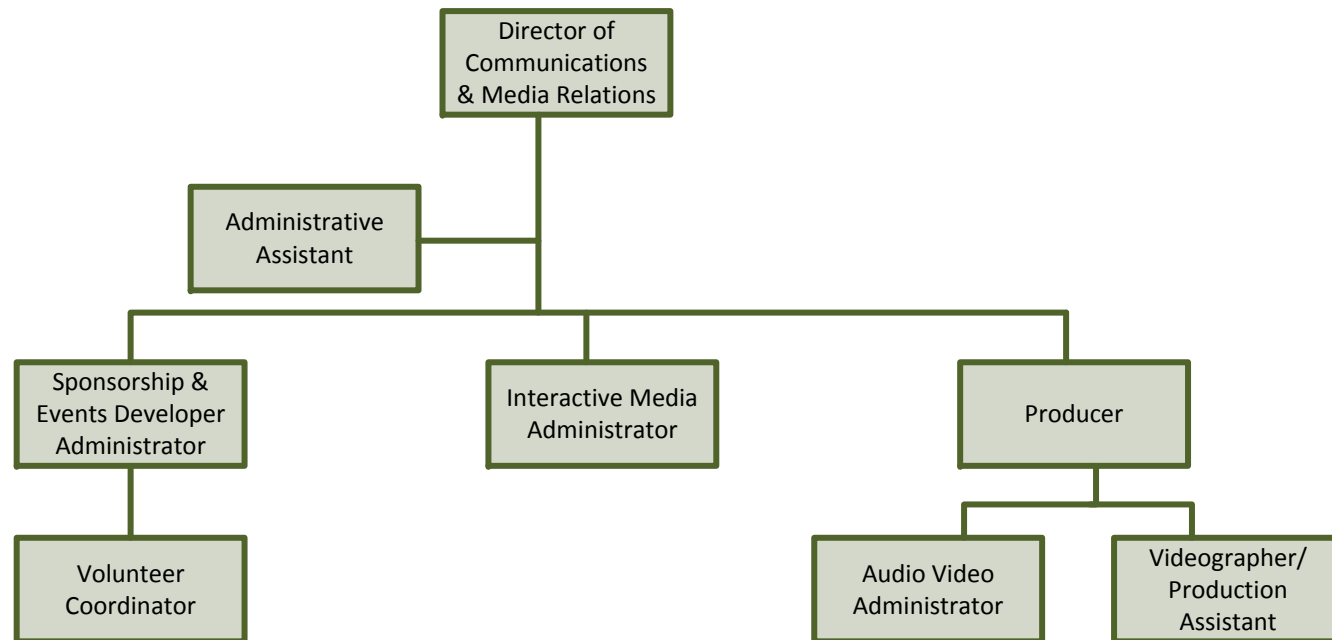 Director of
Communications
& Media Relations
Administrative
Assistant
Sponsorship &
Events Developer
Administrator
Interactive Media
Administrator
Producer
Volunteer
Coordinator
Audio Video
Administrator
Videographer/
Production
Assistant